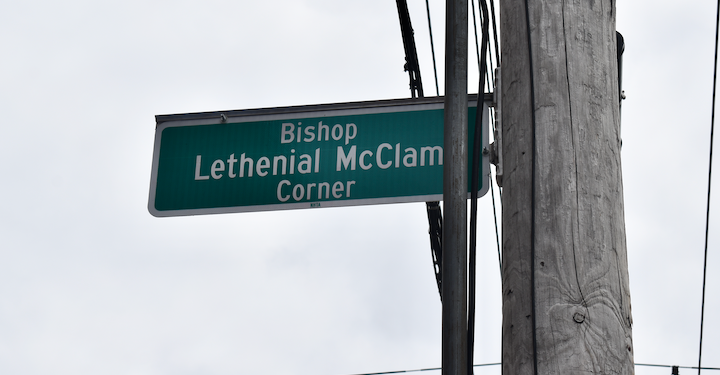 Bishop
Lethenial McClam
Corner